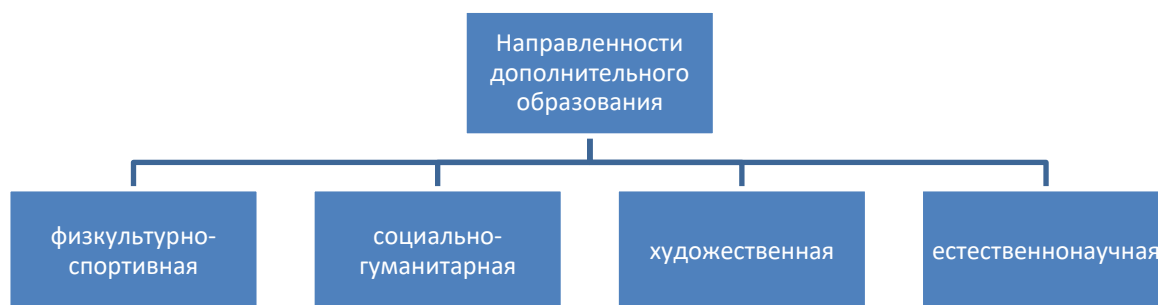 Направленности
дополнительного
образования
физкультурно-
спортивная
социально-
гуманитарная
художественная
естественнонаучная